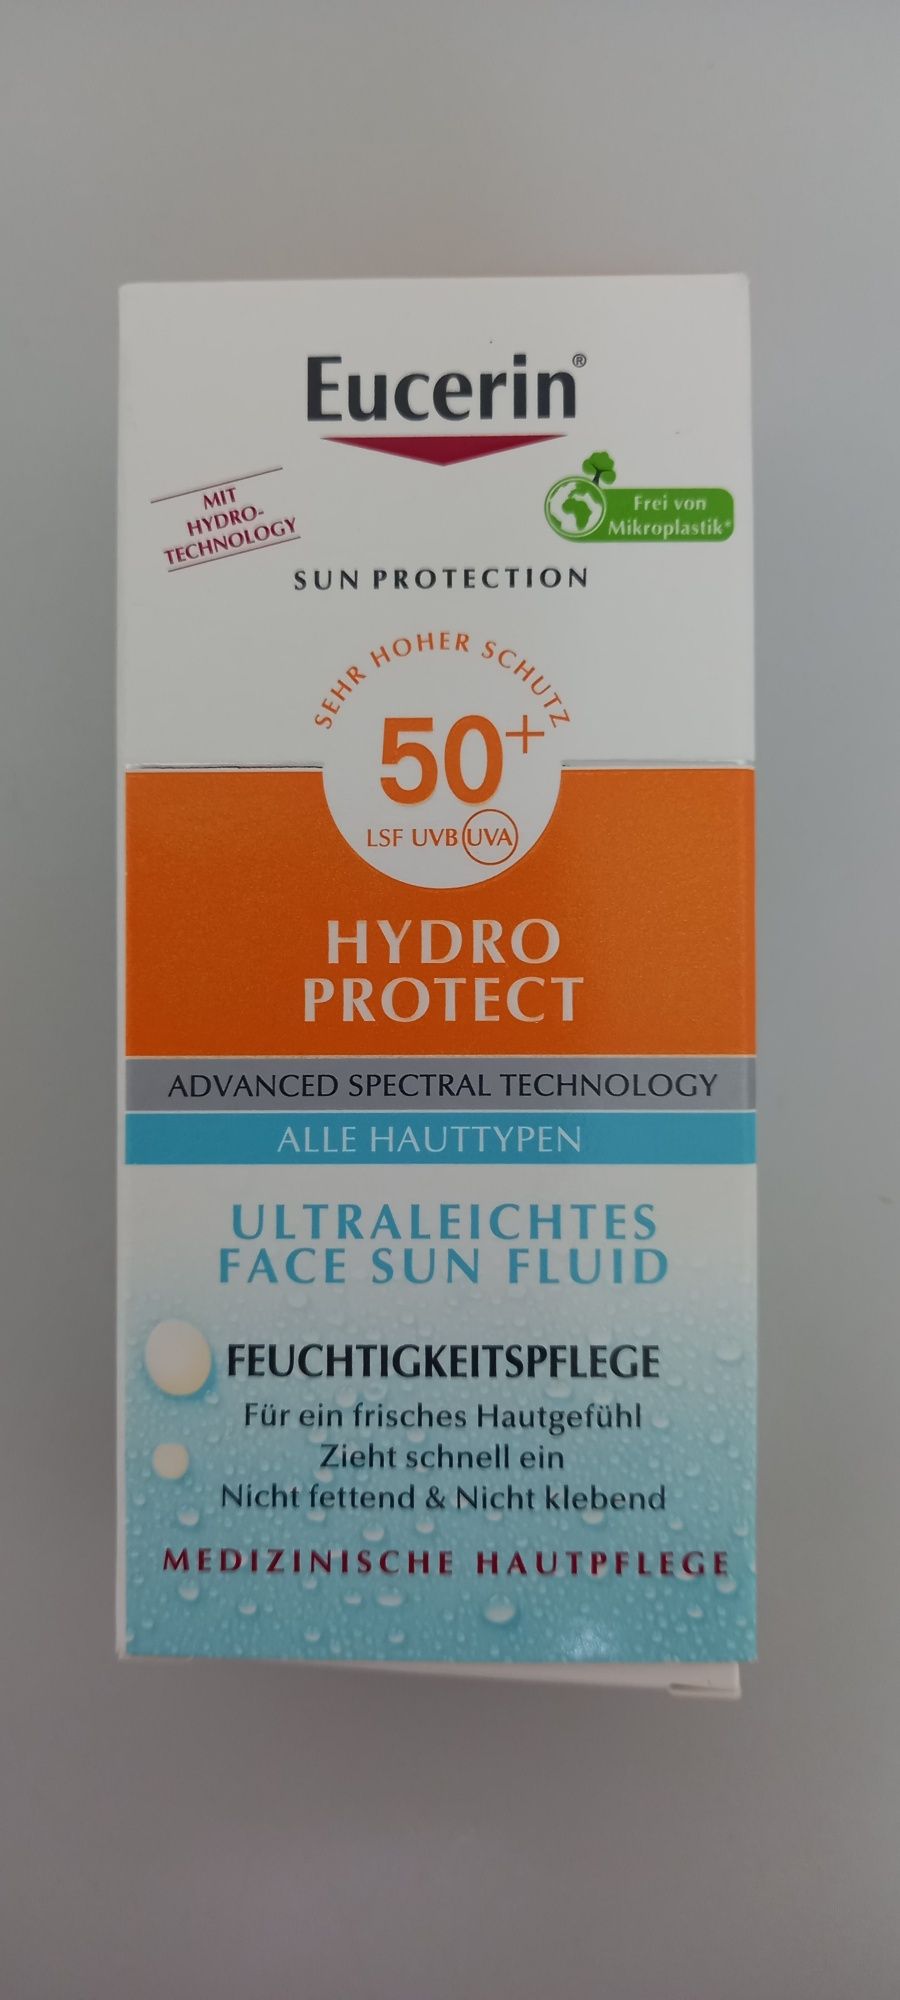 Eucerin®
MIT
HYDRO-
TECHNOLOGY
Frei von
Mikroplastik*
SUN PROTECTION
SEHR HOHER SCHUTZ
50+
LSF UVB UVA
HYDRO
PROTECT
ADVANCED SPECTRAL TECHNOLOGY
ALLE HAUTTYPEN
ULTRALEICHTES
FACE SUN FLUID
FEUCHTIGKEITSPFLEGE
Für ein frisches Hautgefühl
Zieht schnell ein
Nicht fettend & Nicht klebend
MEDIZINISCHE HAUTPFLEGE